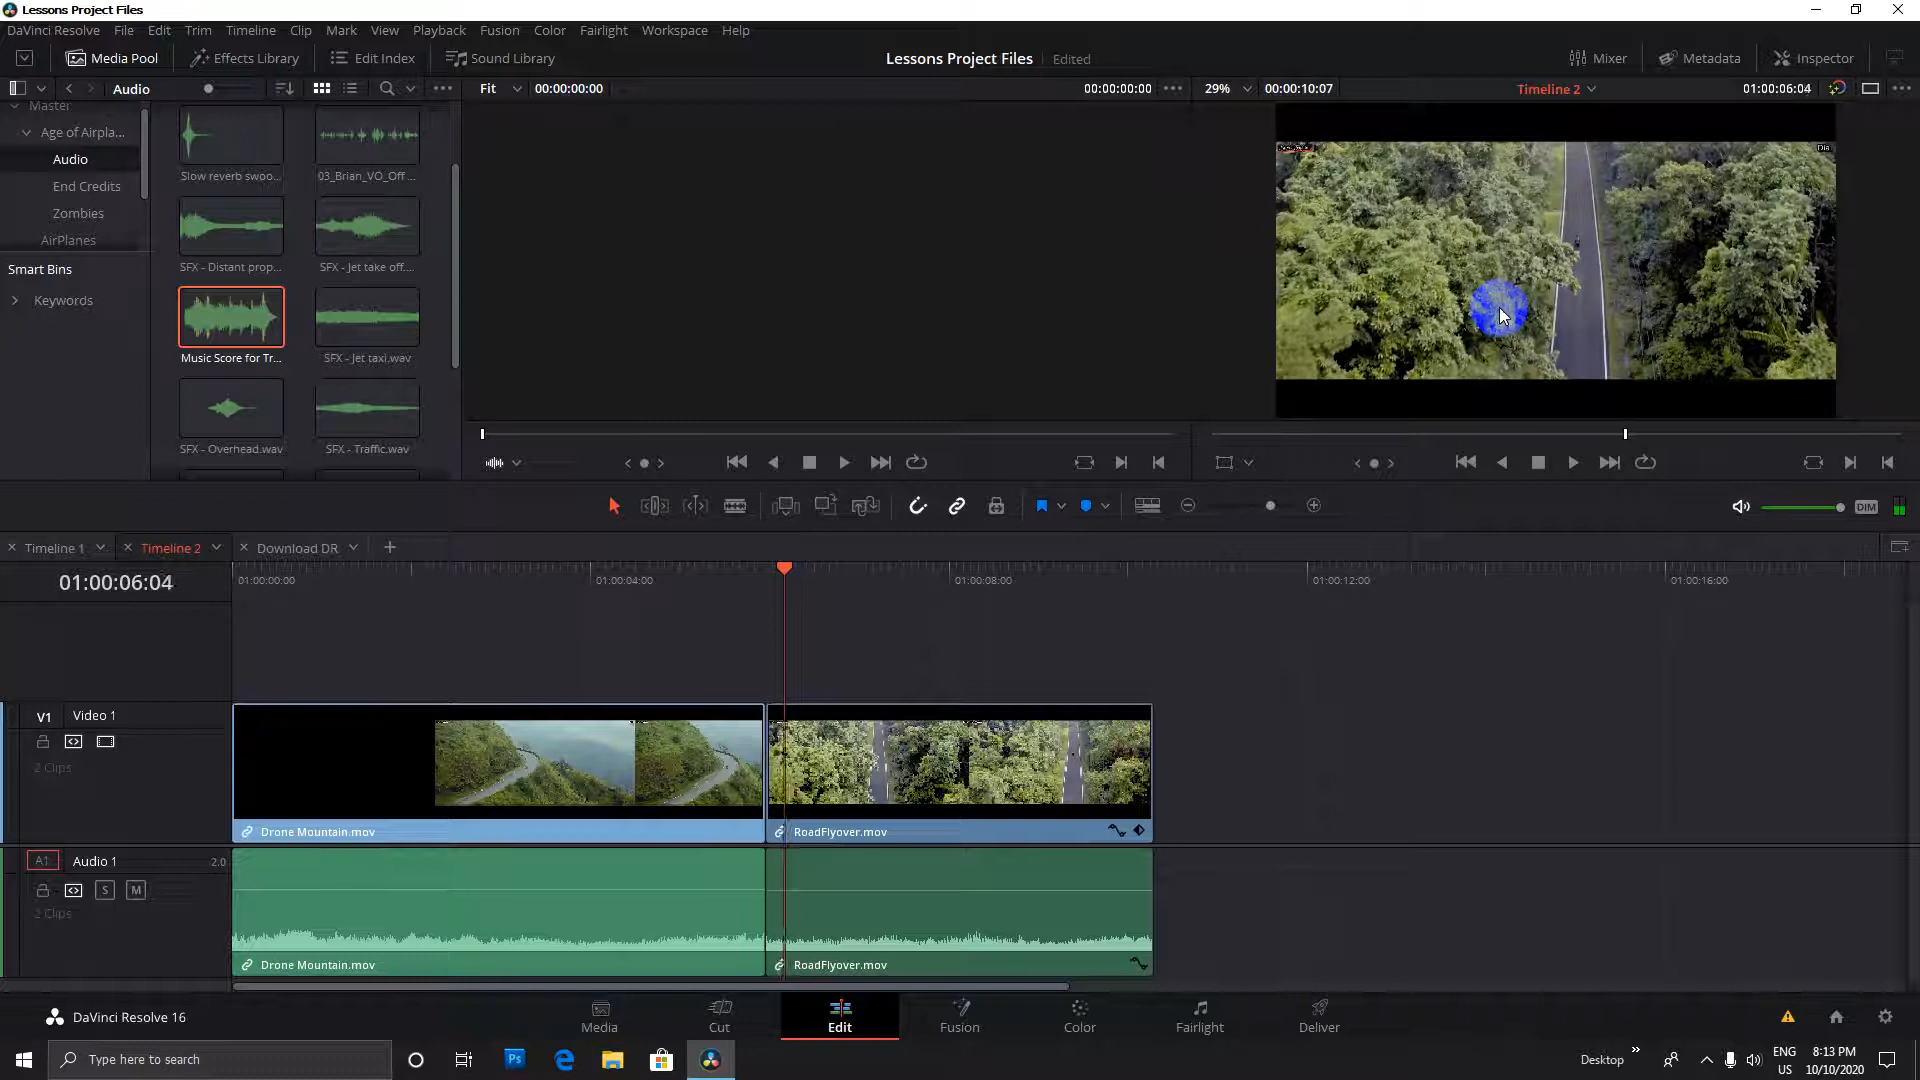 Lessons Project Files
DaVinci Resolve File Edit Trim Timeline Clip Mark View Playback Fusion Color Fairlight Workspace Help
Media Pool Effects Library Edit Index Sound Library Lessons Project Files Edited Mixer Metadata Inspector
Audio Fit 00:00:00:00 00:00:00:00 29% 00:00:10:07 Timeline 2 01:00:06:04
Master
Age of Airpla...
Audio
End Credits
Zombies
AirPlanes
Smart Bins
Keywords
Slow reverb swoo... 03_Brian_VO_Off ...
SFX - Distant prop... SFX - Jet take off....
Music Score for Tr... SFX - Jet taxi.wav
SFX - Overhead.wav SFX - Traffic.wav
DIM
Timeline 1 Timeline 2 Download DR
01:00:06:04 01:00:00:00 01:00:04:00 01:00:08:00 01:00:12:00 01:00:16:00
V1 Video 1
2 Clips
Drone Mountain.mov RoadFlyover.mov
A1 Audio 1 2.0
S M
2 Clips
Drone Mountain.mov RoadFlyover.mov
DaVinci Resolve 16 Media Cut Edit Fusion Color Fairlight Deliver
Type here to search Ps Desktop ENG US 8:13 PM 10/10/2020